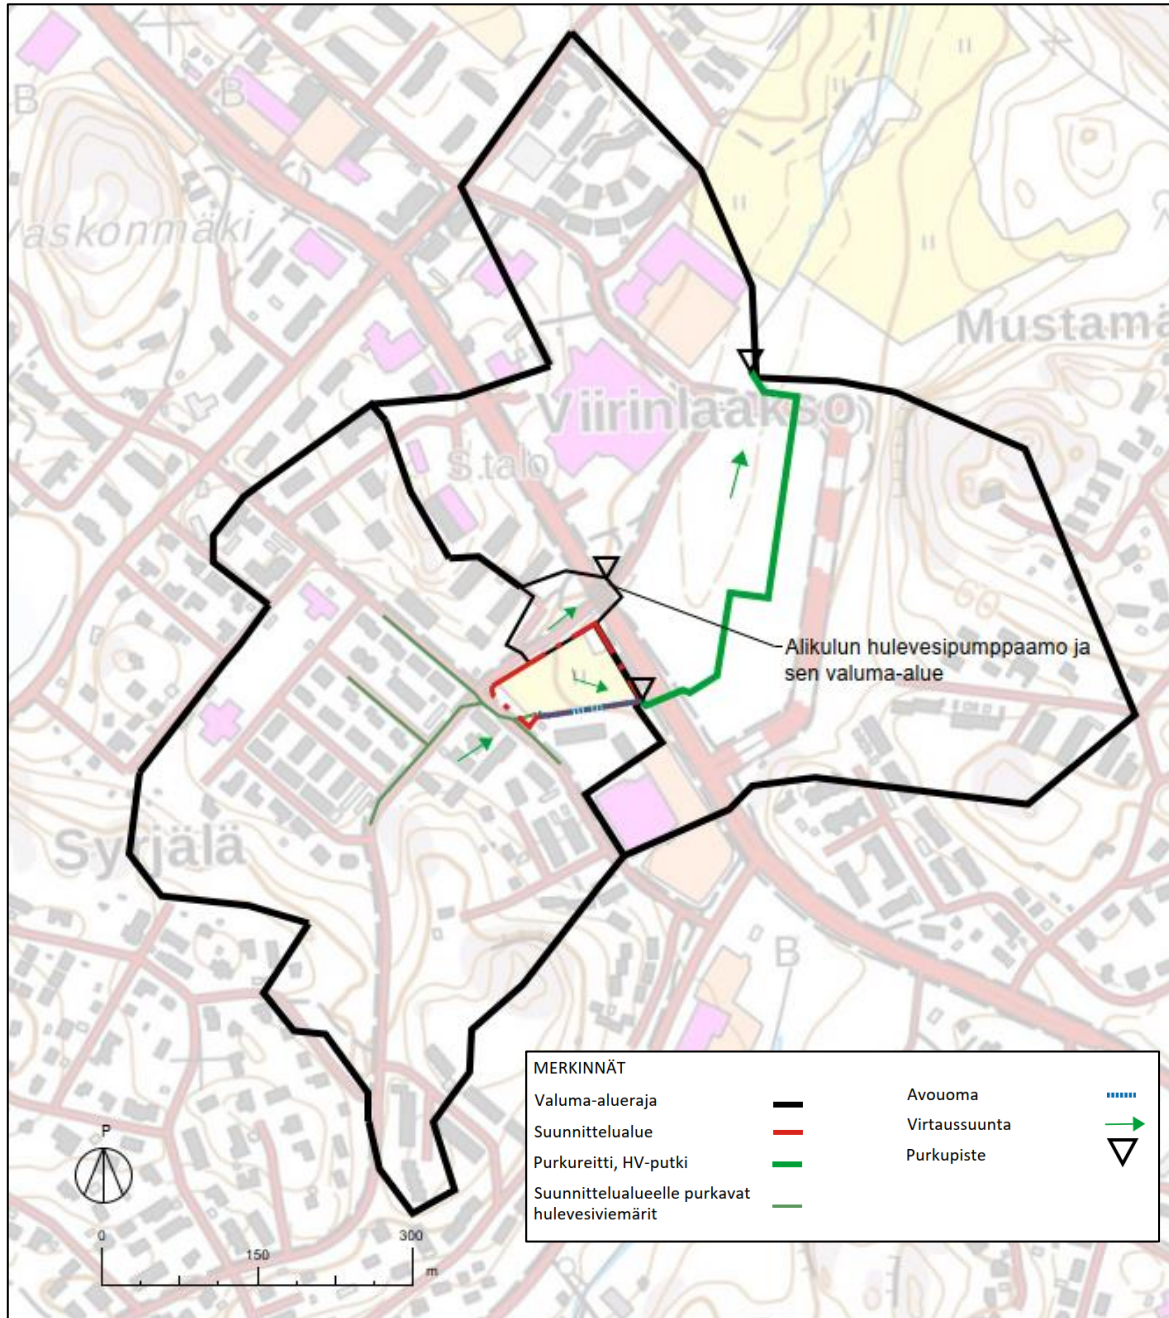 B
B
Vaskonmäki
Mustamä
Viirinlaakso
S.talo
Alikulun hulevesipumppaamo ja
sen valuma-alue
Syrjälä
B
MERKINNÄT
Valuma-alueraja
Suunnittelualue
Purkureitti, HV-putki
Suunnittelualueelle purkavat
hulevesiviemärit
Avouoma
Virtaussuunta
Purkupiste
P
0
150
300
m